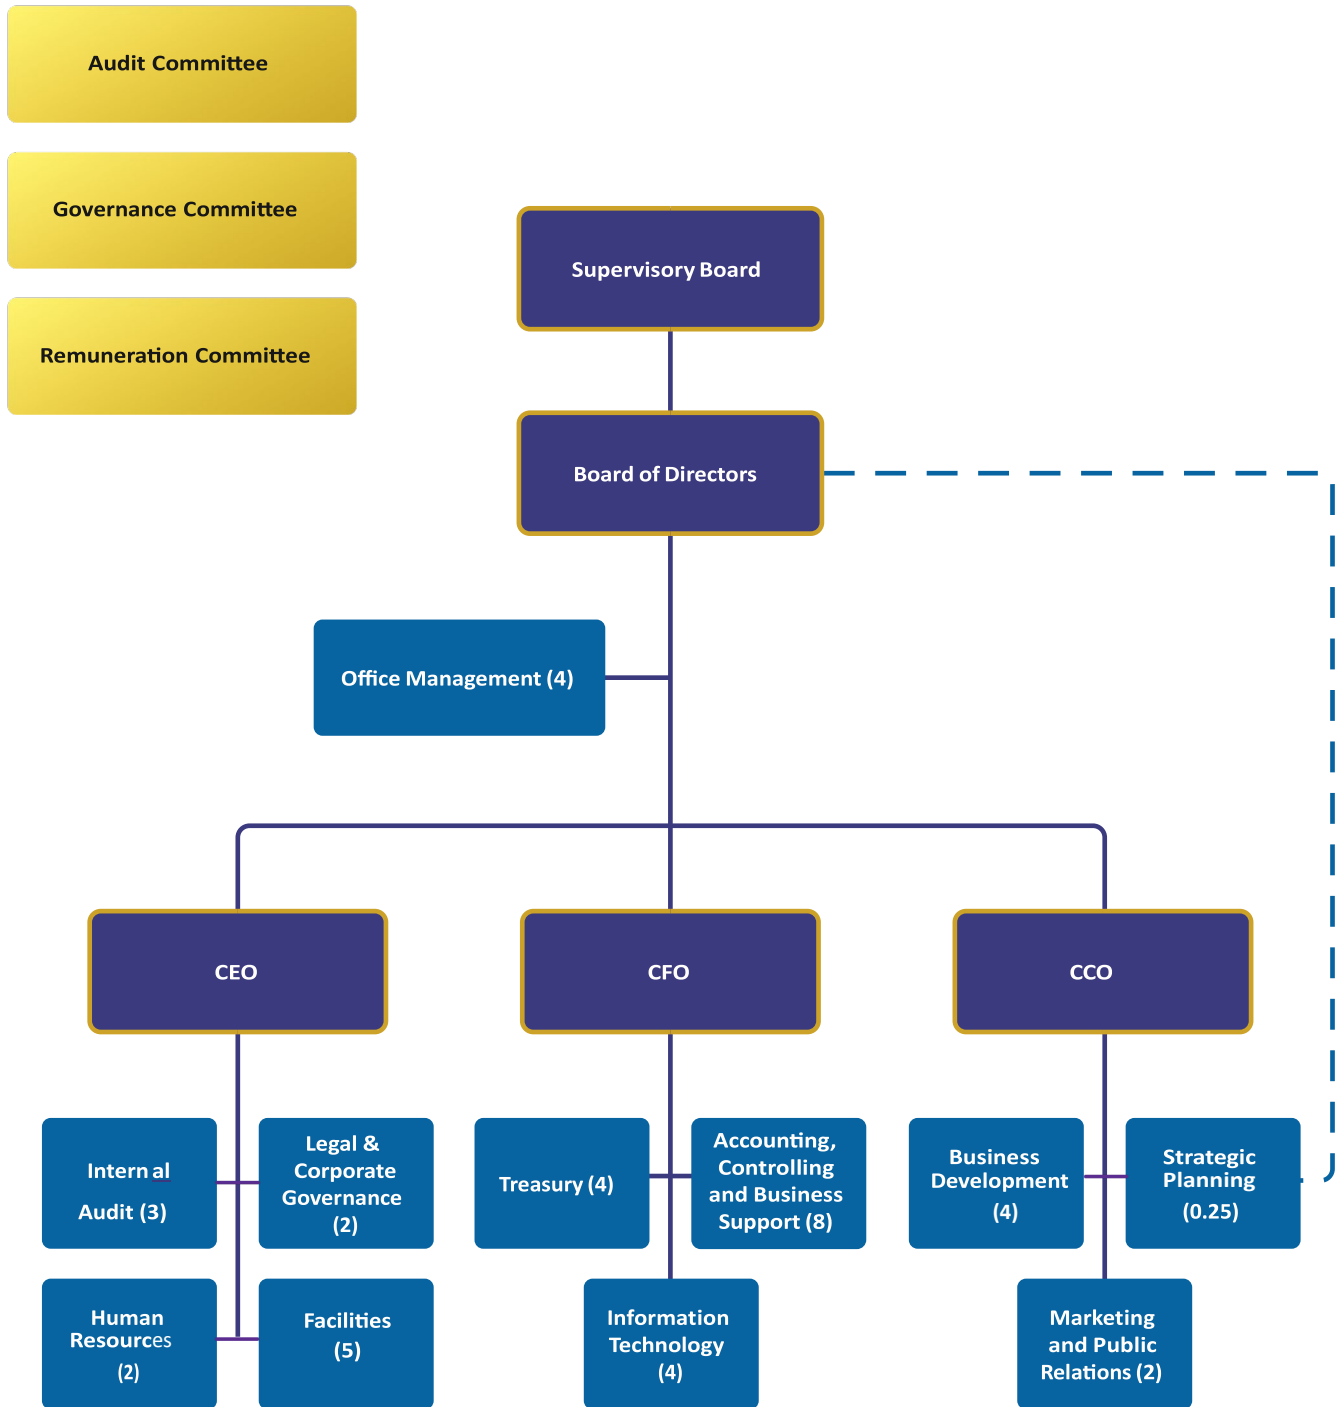 Audit Committee
Governance Committee
Remuneration Committee
Supervisory Board
Board of Directors
Office Management (4)
CEO
CFO
CCO
Internal
Audit (3)
Legal &
Corporate
Governance
(2)
Human
Resources
(2)
Facilities
(5)
Treasury (4)
Accounting,
Controlling
and Business
Support (8)
Information
Technology
(4)
Business
Development
(4)
Strategic
Planning
(0.25)
Marketing
and Public
Relations (2)